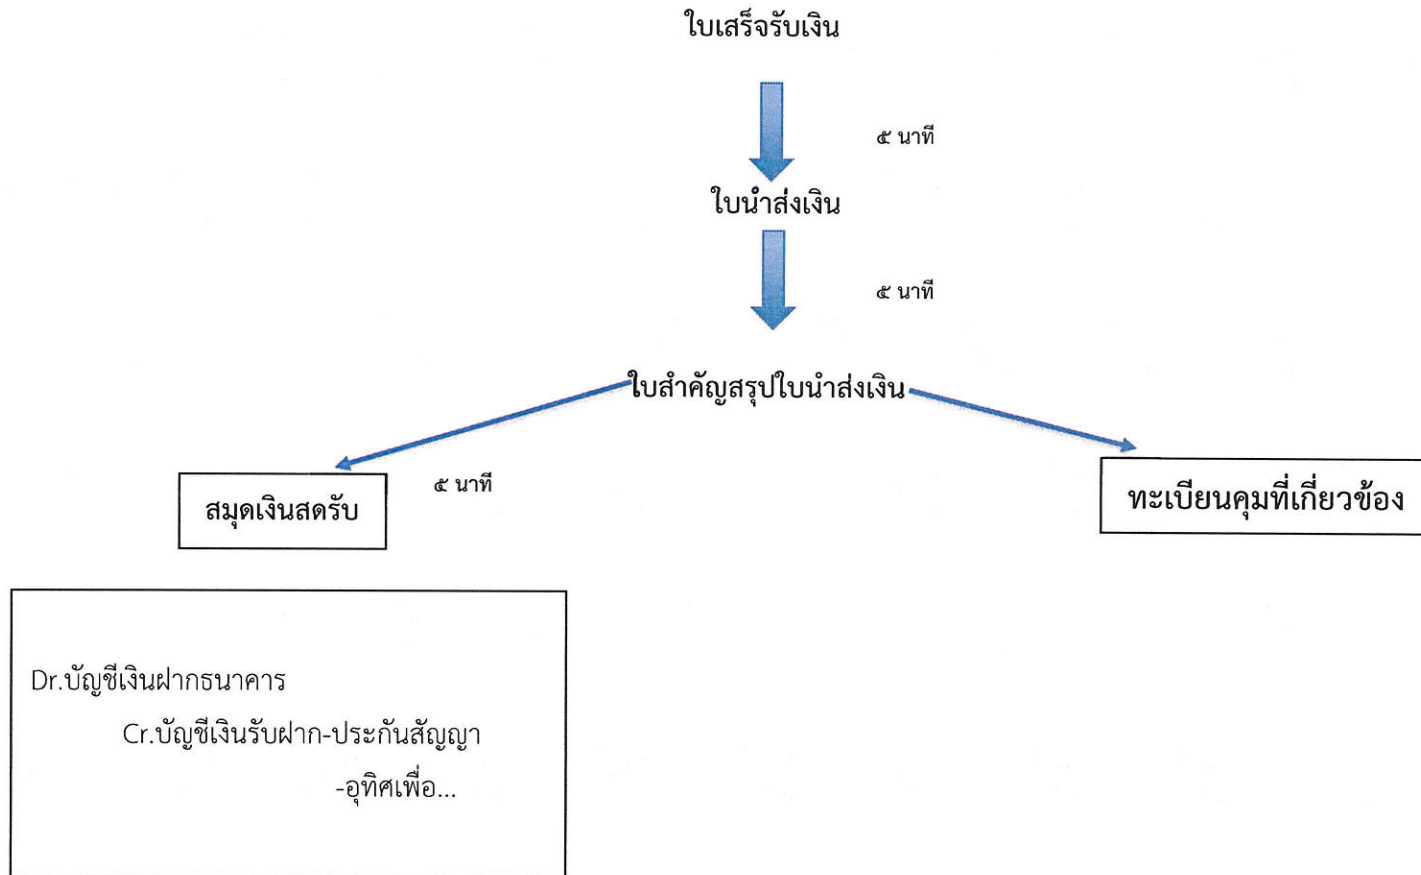 ใบเสร็จรับเงิน
๕ นาที
ใบนำส่งเงิน
๕ นาที
ใบสำคัญสรุปใบนำส่งเงิน
สมุดเงินสดรับ
๕ นาที
ทะเบียนคุมที่เกี่ยวข้อง
Dr.บัญชีเงินฝากธนาคาร
Cr.บัญชีเงินรับฝาก-ประกันสัญญา
-อุทิศเพื่อ...